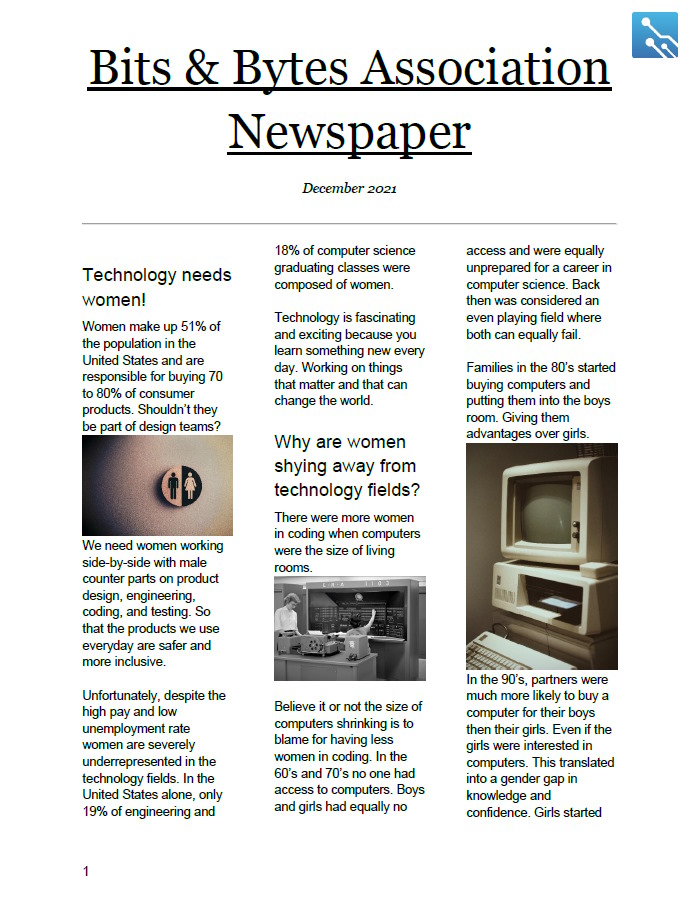 Bits & Bytes Association
Newspaper
December 2021
Technology needs
women!
Women make up 51% of
the population in the
United States and are
responsible for buying 70
to 80% of consumer
products. Shouldn’t they
be part of design teams?
We need women working
side-by-side with male
counter parts on product
design, engineering,
coding, and testing. So
that the products we use
everyday are safer and
more inclusive.
Unfortunately, despite the
high pay and low
unemployment rate
women are severely
underrepresented in the
technology fields. In the
United States alone, only
19% of engineering and
18% of computer science
graduating classes were
composed of women.
Technology is fascinating
and exciting because you
learn something new every
day. Working on things
that matter and that can
change the world.
Why are women
shying away from
technology fields?
There were more women
in coding when computers
were the size of living
rooms.
Believe it or not the size of
computers shrinking is to
blame for having less
women in coding. In the
60’s and 70’s no one had
access to computers. Boys
and girls had equally no
access and were equally
unprepared for a career in
computer science. Back
then was considered an
even playing field where
both can equally fail.
Families in the 80’s started
buying computers and
putting them into the boys
room. Giving them
advantages over girls.
In the 90’s, partners were
much more likely to buy a
computer for their boys
then their girls. Even if the
girls were interested in
computers. This translated
into a gender gap in
knowledge and
confidence. Girls started
1